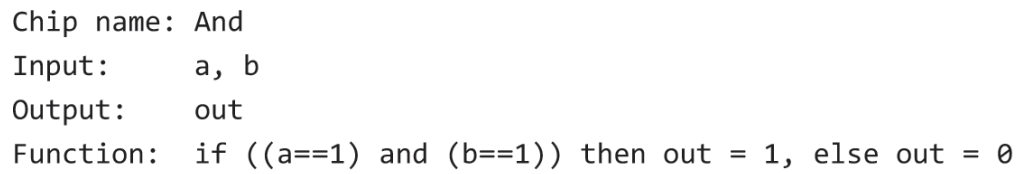 Chip name: And
Input: a, b
Output: out
Function: if ((a==1) and (b==1)) then out = 1, else out = 0